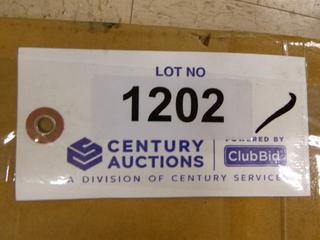 LOT NO
1202
CENTURY
AUCTIONS
POWERED BY
ClubBid
A DIVISION OF CENTURY SERVICES